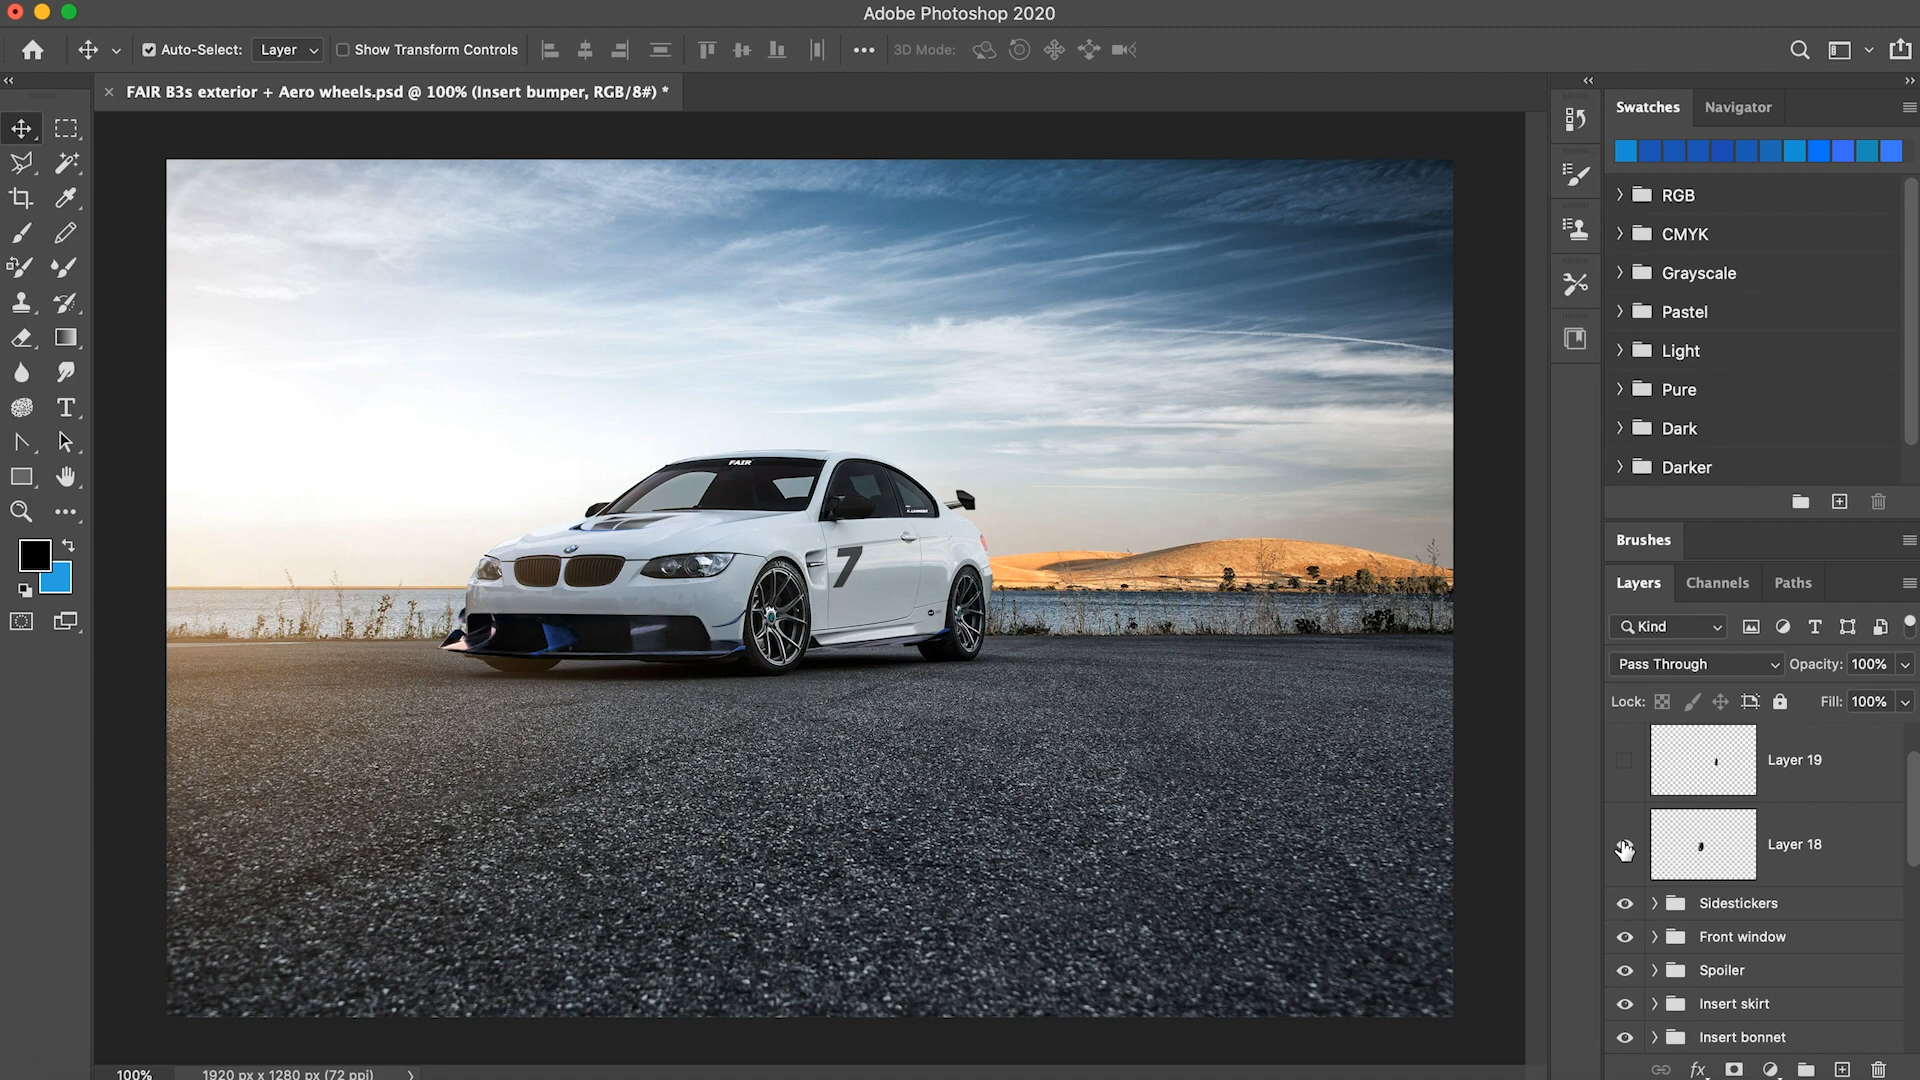 Adobe Photoshop 2020
Auto-Select: Layer Show Transform Controls 3D Mode:
FAIR B3s exterior + Aero wheels.psd @ 100% (Insert bumper, RGB/8#) *
Swatches Navigator
RGB
CMYK
Grayscale
Pastel
Light
Pure
Dark
Darker
Brushes
Layers Channels Paths
Kind
Pass Through Opacity: 100%
Lock: Fill: 100%
Layer 19
Layer 18
Sidestickers
Front window
Spoiler
Insert skirt
Insert bonnet
fx
FAIR
7
100% 1920 px x 1280 px (72 ppi)